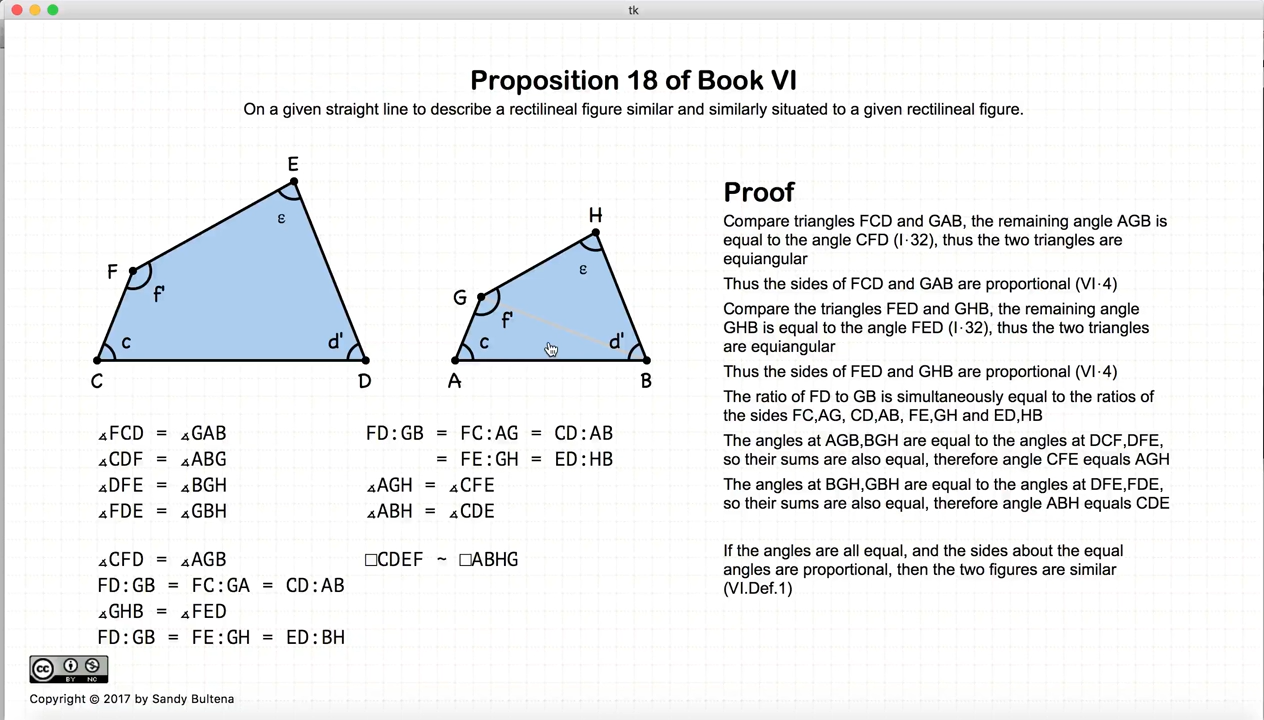 tk
Proposition 18 of Book VI
On a given straight line to describe a rectilineal figure similar and similarly situated to a given rectilineal figure.
E
ε
F
f'
c
d'
C
D
H
ε
G
f'
c
d'
A
B
Proof
Compare triangles FCD and GAB, the remaining angle AGB is
equal to the angle CFD (I·32), thus the two triangles are
equiangular
Thus the sides of FCD and GAB are proportional (VI·4)
Compare the triangles FED and GHB, the remaining angle
GHB is equal to the angle FED (I·32), thus the two triangles
are equiangular
Thus the sides of FED and GHB are proportional (VI·4)
The ratio of FD to GB is simultaneously equal to the ratios of
the sides FC,AG, CD,AB, FE,GH and ED,HB
The angles at AGB,BGH are equal to the angles at DCF,DFE,
so their sums are also equal, therefore angle CFE equals AGH
The angles at BGH,GBH are equal to the angles at DFE,FDE,
so their sums are also equal, therefore angle ABH equals CDE
If the angles are all equal, and the sides about the equal
angles are proportional, then the two figures are similar
(VI.Def.1)
∡FCD = ∡GAB
∡CDF = ∡ABG
∡DFE = ∡BGH
∡FDE = ∡GBH
∡CFD = ∡AGB
FD:GB = FC:GA = CD:AB
∡GHB = ∡FED
FD:GB = FE:GH = ED:BH
FD:GB = FC:AG = CD:AB
= FE:GH = ED:HB
∡AGH = ∡CFE
∡ABH = ∡CDE
□CDEF ~ □ABHG
cc
BY NC
Copyright © 2017 by Sandy Bultena